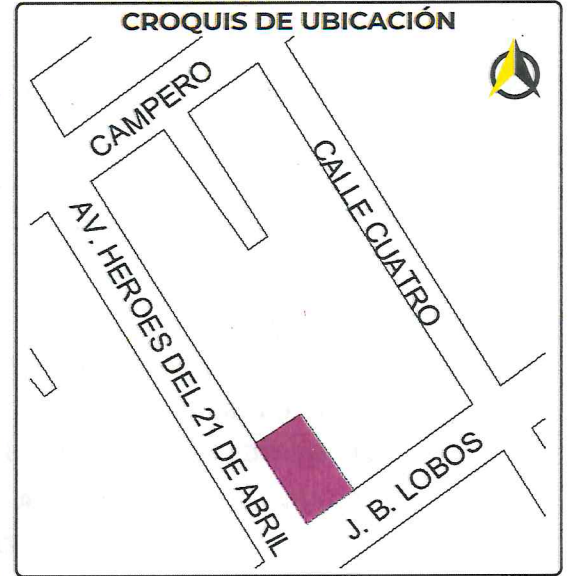 CROQUIS DE UBICACIÓN
CAMPERO
CALLE CUATRO
AV. HEROES DEL 21 DE ABRIL
J. B. LOBOS